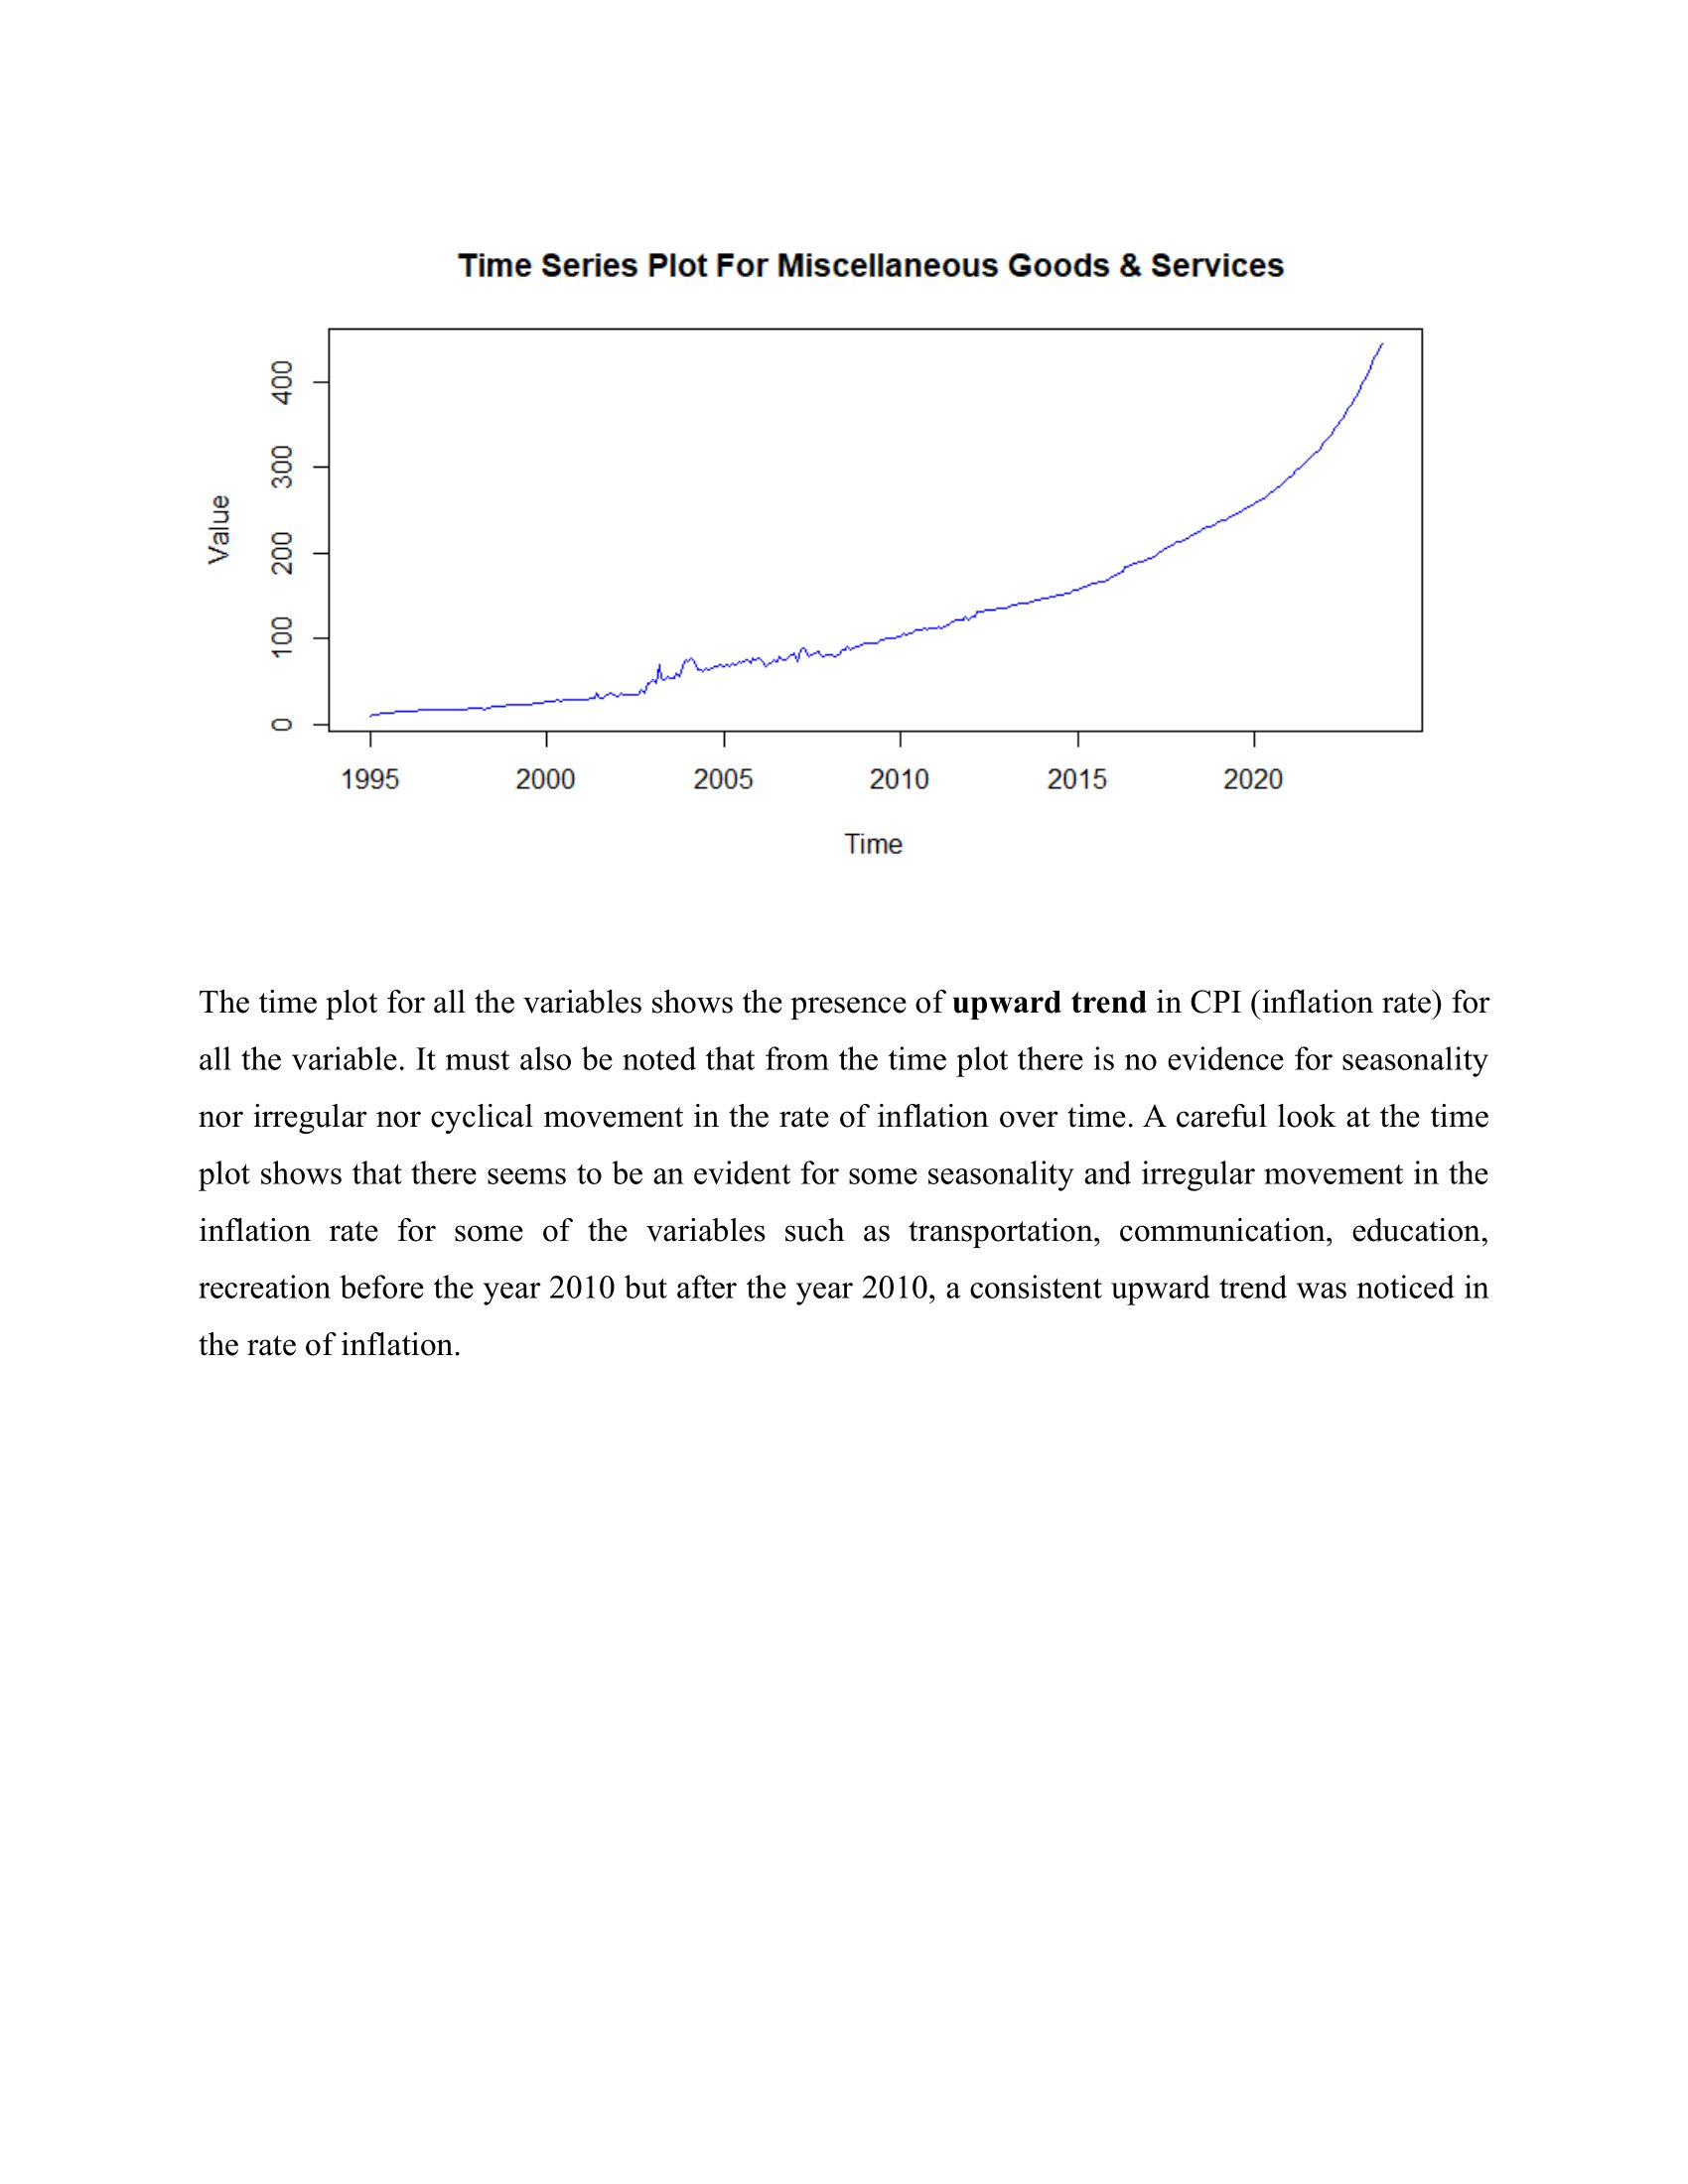 Time Series Plot For Miscellaneous Goods & Services
400
300
200
100
0
Value
1995 2000 2005 2010 2015 2020
Time
The time plot for all the variables shows the presence of upward trend in CPI (inflation rate) for
all the variable. It must also be noted that from the time plot there is no evidence for seasonality
nor irregular nor cyclical movement in the rate of inflation over time. A careful look at the time
plot shows that there seems to be an evident for some seasonality and irregular movement in the
inflation rate for some of the variables such as transportation, communication, education,
recreation before the year 2010 but after the year 2010, a consistent upward trend was noticed in
the rate of inflation.